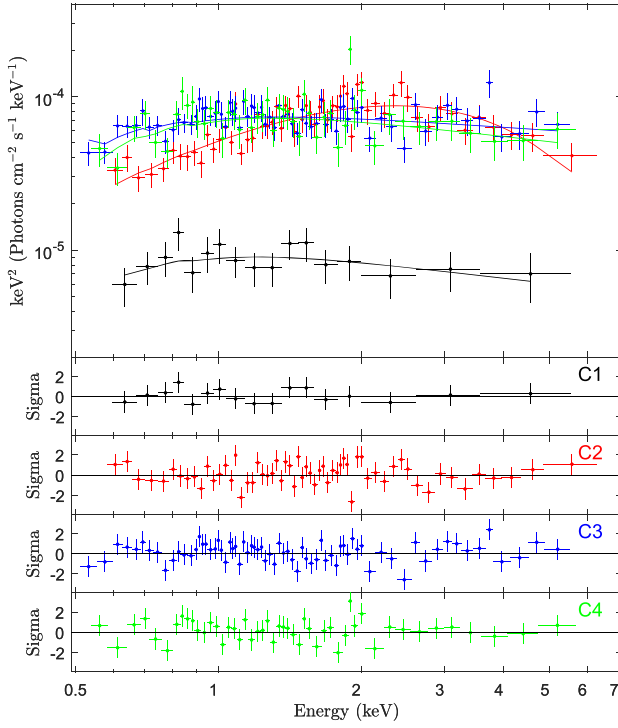 keV² (Photons cm⁻² s⁻¹ keV⁻¹)
10⁻⁴
10⁻⁵
C1
Sigma
2
0
-2
C2
Sigma
2
0
-2
C3
Sigma
2
0
-2
C4
Sigma
2
0
-2
0.5 1 2 3 4 5 6 7
Energy (keV)